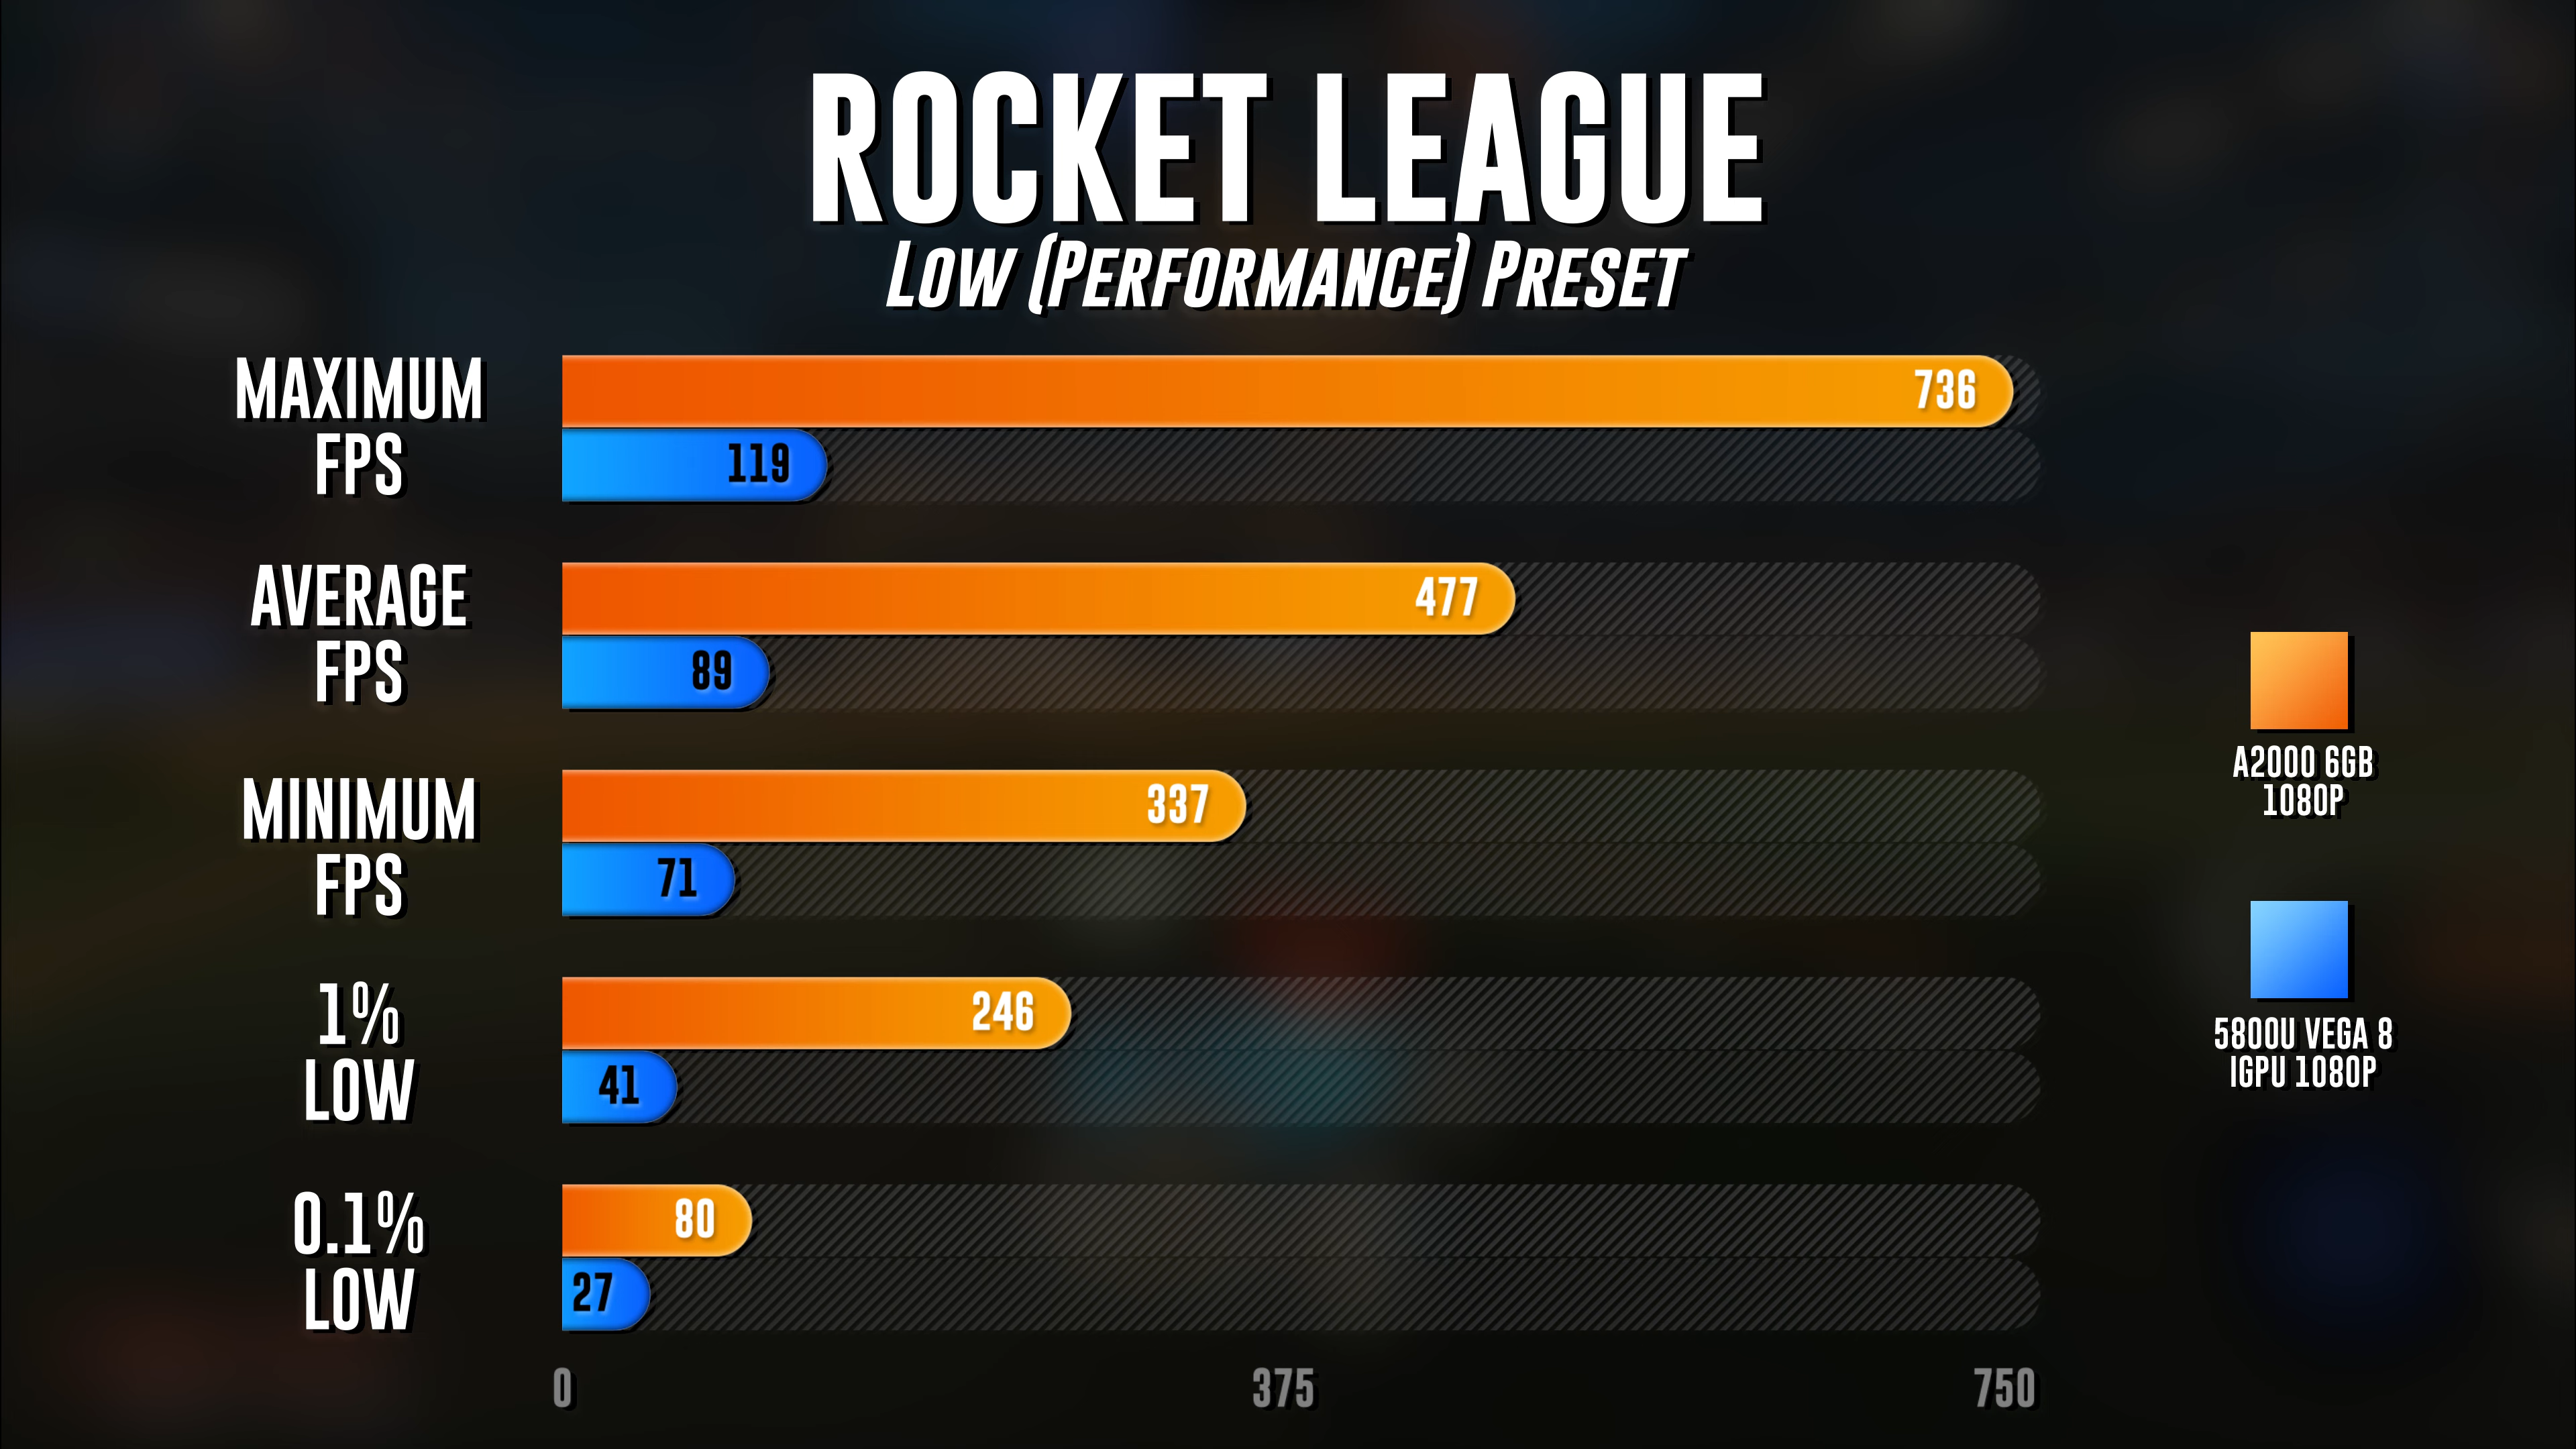 ROCKET LEAGUE
LOW (PERFORMANCE) PRESET
MAXIMUM
FPS
736
119
AVERAGE
FPS
477
89
MINIMUM
FPS
337
71
1%
LOW
246
41
0.1%
LOW
80
27
0
375
750
A2000 6GB
1080P
5800U VEGA 8
IGPU 1080P